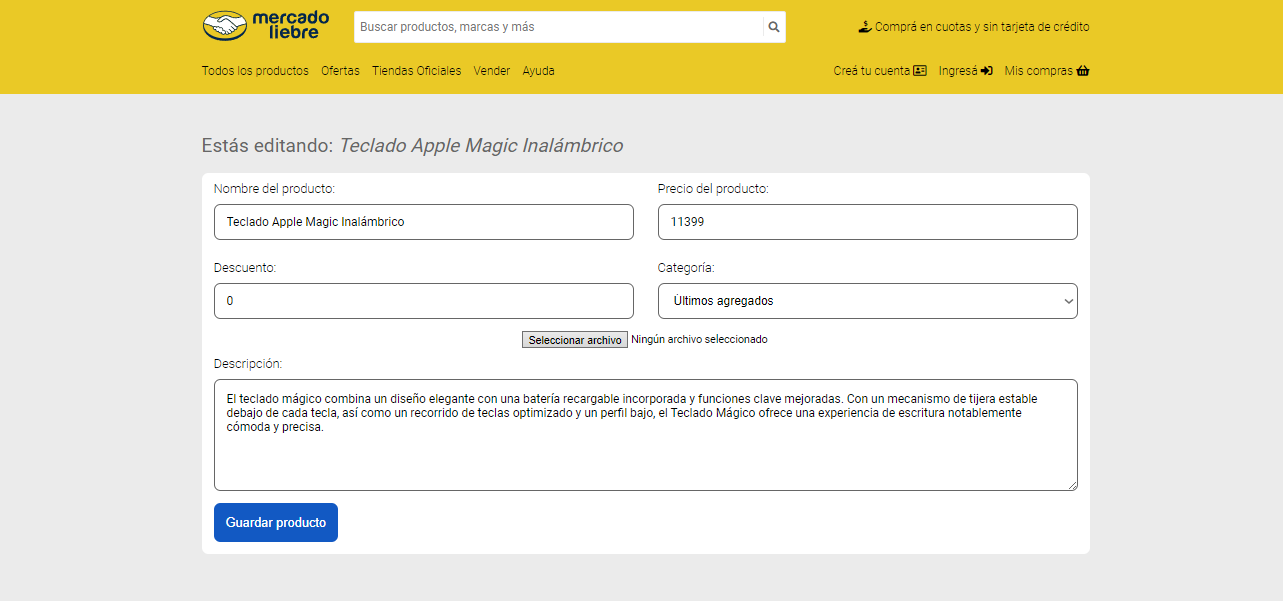 mercado
liebre
Buscar productos, marcas y más
Comprá en cuotas y sin tarjeta de crédito
Todos los productos Ofertas Tiendas Oficiales Vender Ayuda
Creá tu cuenta Ingresá Mis compras
Estás editando: Teclado Apple Magic Inalámbrico
Nombre del producto: Precio del producto:
Teclado Apple Magic Inalámbrico 11399
Descuento: Categoría:
0 Últimos agregados
Seleccionar archivo Ningún archivo seleccionado
Descripción:
El teclado mágico combina un diseño elegante con una batería recargable incorporada y funciones clave mejoradas. Con un mecanismo de tijera estable
debajo de cada tecla, así como un recorrido de teclas optimizado y un perfil bajo, el Teclado Mágico ofrece una experiencia de escritura notablemente
cómoda y precisa.
Guardar producto